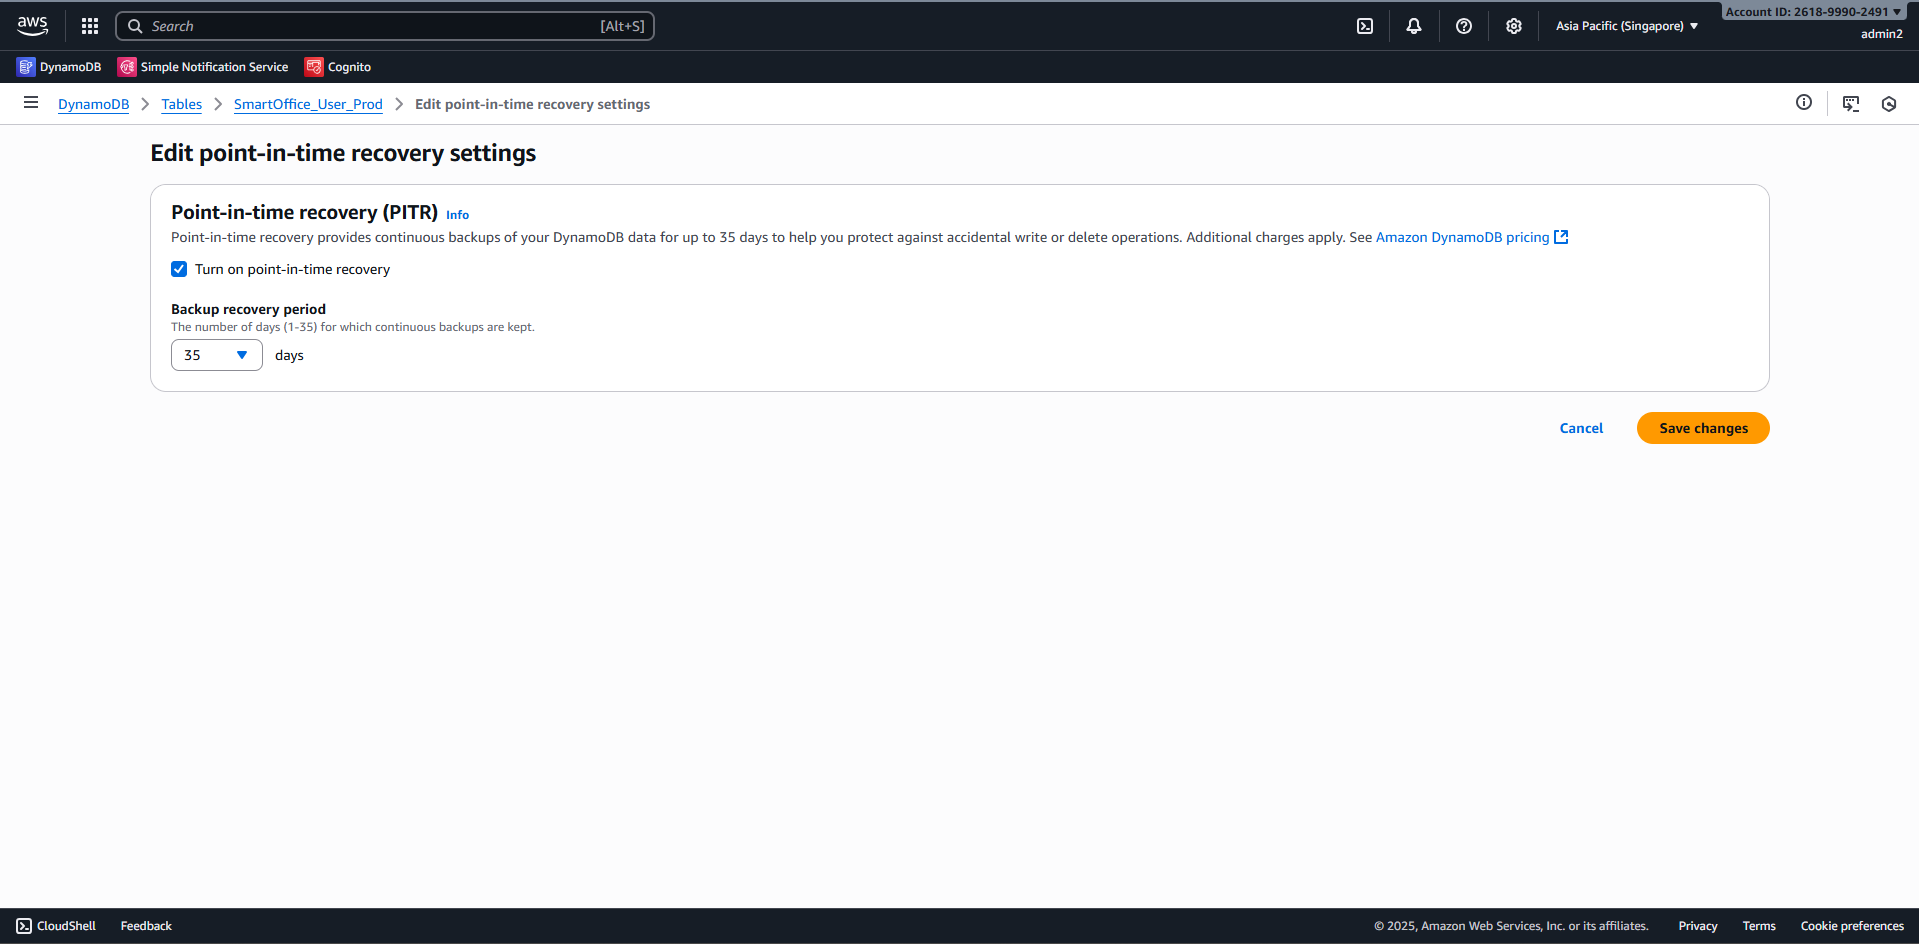 aws
Search [Alt+S]
Asia Pacific (Singapore)
Account ID: 2618-9990-2491
admin2
DynamoDB
Simple Notification Service
Cognito
DynamoDB Tables SmartOffice_User_Prod Edit point-in-time recovery settings
Edit point-in-time recovery settings
Point-in-time recovery (PITR) Info
Point-in-time recovery provides continuous backups of your DynamoDB data for up to 35 days to help you protect against accidental write or delete operations. Additional charges apply. See Amazon DynamoDB pricing
Turn on point-in-time recovery
Backup recovery period
The number of days (1-35) for which continuous backups are kept.
35 days
Cancel Save changes
CloudShell Feedback © 2025, Amazon Web Services, Inc. or its affiliates. Privacy Terms Cookie preferences